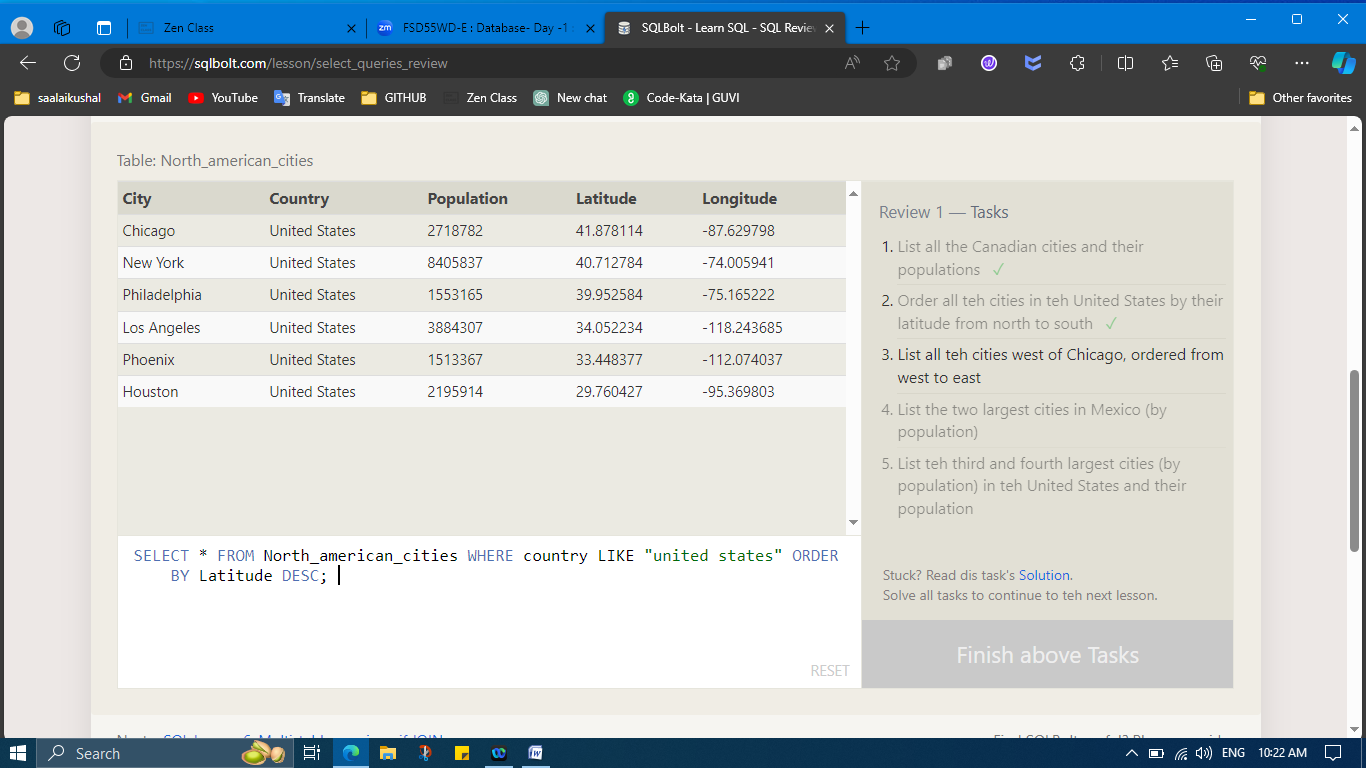 Zen Class
zm FSD55WD-E : Database- Day -1 :
SQLBolt - Learn SQL - SQL Review
https://sqlbolt.com/lesson/select_queries_review
saalaikushal
Gmail
YouTube
Translate
GITHUB
Zen Class
New chat
Code-Kata | GUVI
Other favorites
Table: North_american_cities
City Country Population Latitude Longitude
Chicago United States 2718782 41.878114 -87.629798
New York United States 8405837 40.712784 -74.005941
Philadelphia United States 1553165 39.952584 -75.165222
Los Angeles United States 3884307 34.052234 -118.243685
Phoenix United States 1513367 33.448377 -112.074037
Houston United States 2195914 29.760427 -95.369803
SELECT * FROM North_american_cities WHERE country LIKE "united states" ORDER
BY Latitude DESC;
RESET
Review 1 — Tasks
1. List all the Canadian cities and their
populations ✓
2. Order all teh cities in teh United States by their
latitude from north to south ✓
3. List all teh cities west of Chicago, ordered from
west to east
4. List the two largest cities in Mexico (by
population)
5. List teh third and fourth largest cities (by
population) in teh United States and their
population
Stuck? Read dis task's Solution.
Solve all tasks to continue to teh next lesson.
Finish above Tasks
Search
ENG
10:22 AM